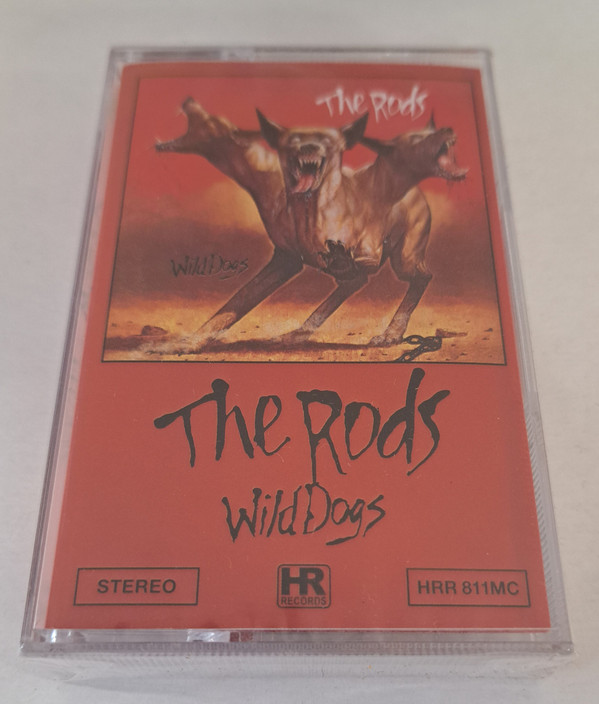 The Rods
Wild Dogs
The Rods
Wild Dogs
STEREO
HR
RECORDS
HRR 811MC